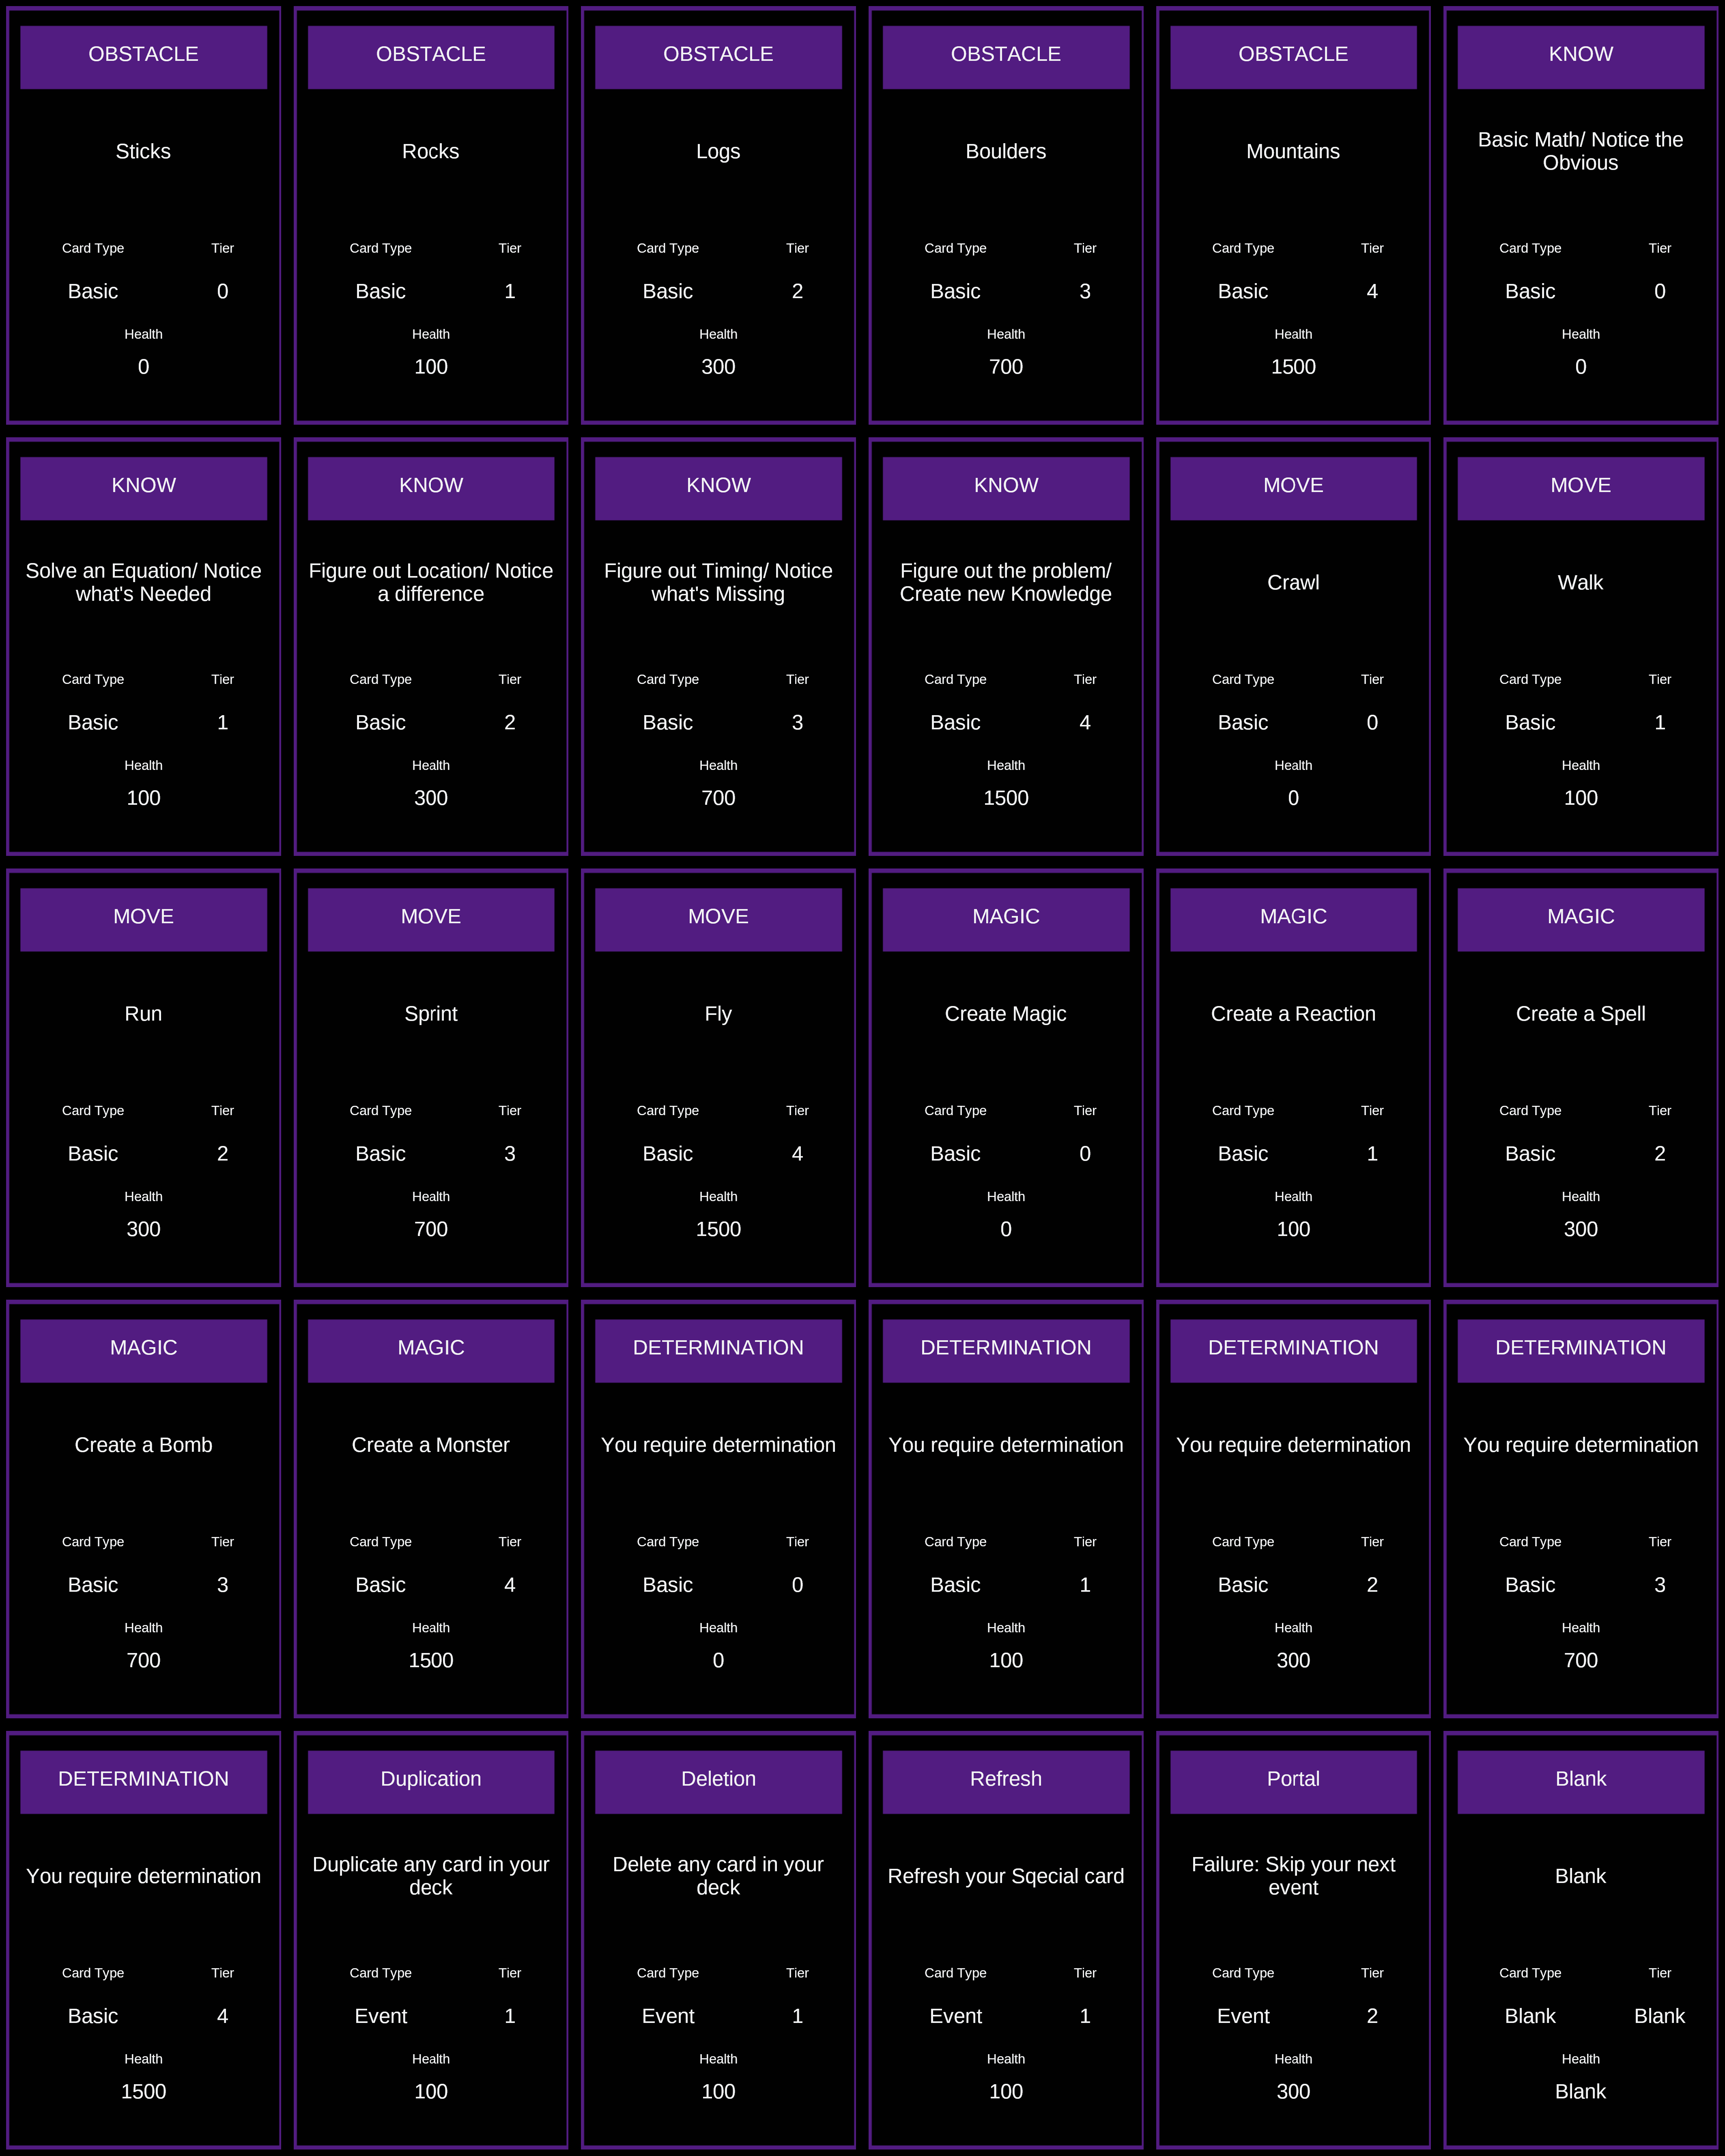 OBSTACLE
Sticks
Card Type Tier
Basic 0
Health
0
OBSTACLE
Rocks
Card Type Tier
Basic 1
Health
100
OBSTACLE
Logs
Card Type Tier
Basic 2
Health
300
OBSTACLE
Boulders
Card Type Tier
Basic 3
Health
700
OBSTACLE
Mountains
Card Type Tier
Basic 4
Health
1500
KNOW
Basic Math/ Notice the
Obvious
Card Type Tier
Basic 0
Health
0
KNOW
Solve an Equation/ Notice
what's Needed
Card Type Tier
Basic 1
Health
100
KNOW
Figure out Location/ Notice
a difference
Card Type Tier
Basic 2
Health
300
KNOW
Figure out Timing/ Notice
what's Missing
Card Type Tier
Basic 3
Health
700
KNOW
Figure out the problem/
Create new Knowledge
Card Type Tier
Basic 4
Health
1500
MOVE
Crawl
Card Type Tier
Basic 0
Health
0
MOVE
Walk
Card Type Tier
Basic 1
Health
100
MOVE
Run
Card Type Tier
Basic 2
Health
300
MOVE
Sprint
Card Type Tier
Basic 3
Health
700
MOVE
Fly
Card Type Tier
Basic 4
Health
1500
MAGIC
Create Magic
Card Type Tier
Basic 0
Health
0
MAGIC
Create a Reaction
Card Type Tier
Basic 1
Health
100
MAGIC
Create a Spell
Card Type Tier
Basic 2
Health
300
MAGIC
Create a Bomb
Card Type Tier
Basic 3
Health
700
MAGIC
Create a Monster
Card Type Tier
Basic 4
Health
1500
DETERMINATION
You require determination
Card Type Tier
Basic 0
Health
0
DETERMINATION
You require determination
Card Type Tier
Basic 1
Health
100
DETERMINATION
You require determination
Card Type Tier
Basic 2
Health
300
DETERMINATION
You require determination
Card Type Tier
Basic 3
Health
700
DETERMINATION
You require determination
Card Type Tier
Basic 4
Health
1500
Duplication
Duplicate any card in your
deck
Card Type Tier
Event 1
Health
100
Deletion
Delete any card in your
deck
Card Type Tier
Event 1
Health
100
Refresh
Refresh your Sqecial card
Card Type Tier
Event 1
Health
100
Portal
Failure: Skip your next
event
Card Type Tier
Event 2
Health
300
Blank
Blank
Card Type Tier
Blank Blank
Health
Blank